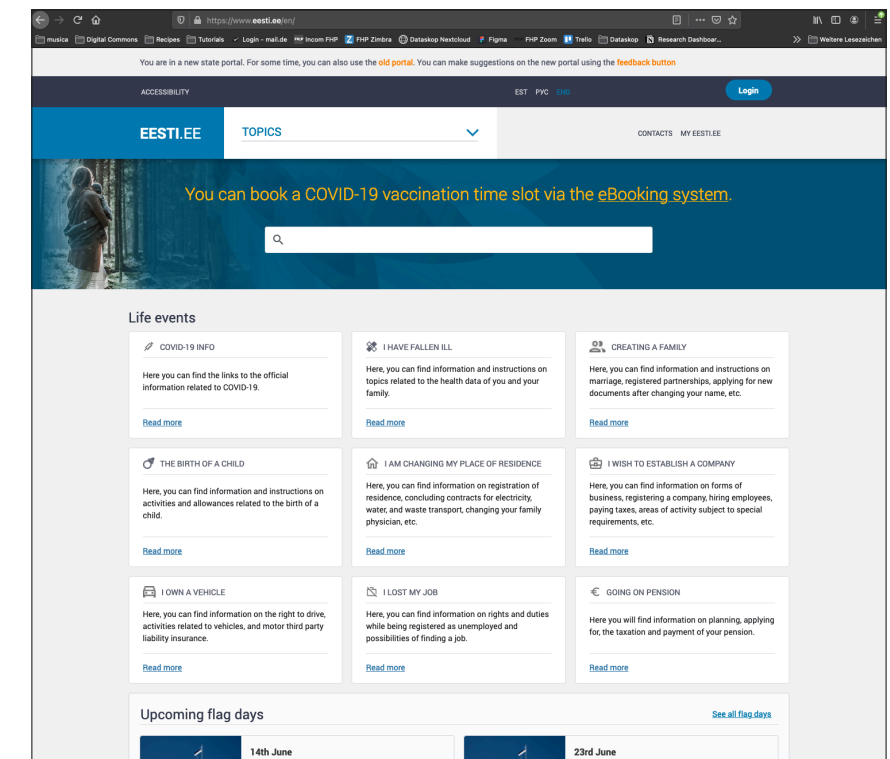 https://www.eesti.ee/en/
musica Digital Commons Recipes Tutorials Login - mail.de Incom FHP FHP Zimbra Dataskop Nextcloud Figma FHP Zoom Trello Dataskop Research Dashboar... Weitere Lesezeichen
You are in a new state portal. For some time, you can also use the old portal. You can make suggestions on the new portal using the feedback button
ACCESSIBILITY EST РУС ENG Login
EESTI.EE TOPICS CONTACTS MY EESTI.EE
You can book a COVID-19 vaccination time slot via the eBooking system.
Life events
COVID-19 INFO
Here you can find the links to the official
information related to COVID-19.
Read more
I HAVE FALLEN ILL
Here, you can find information and instructions on
topics related to the health data of you and your
family.
Read more
CREATING A FAMILY
Here, you can find information and instructions on
marriage, registered partnerships, applying for new
documents after changing your name, etc.
Read more
THE BIRTH OF A CHILD
Here, you can find information and instructions on
activities and allowances related to the birth of a
child.
Read more
I AM CHANGING MY PLACE OF RESIDENCE
Here, you can find information on registration of
residence, concluding contracts for electricity,
water, and waste transport, changing your family
physician, etc.
Read more
I WISH TO ESTABLISH A COMPANY
Here, you can find information on forms of
business, registering a company, hiring employees,
paying taxes, areas of activity subject to special
requirements, etc.
Read more
I OWN A VEHICLE
Here, you can find information on the right to drive,
activities related to vehicles, and motor third party
liability insurance.
Read more
I LOST MY JOB
Here, you can find information on rights and duties
while being registered as unemployed and
possibilities of finding a job.
Read more
GOING ON PENSION
Here you will find information on planning, applying
for, the taxation and payment of your pension.
Read more
Upcoming flag days
See all flag days
14th June
23rd June